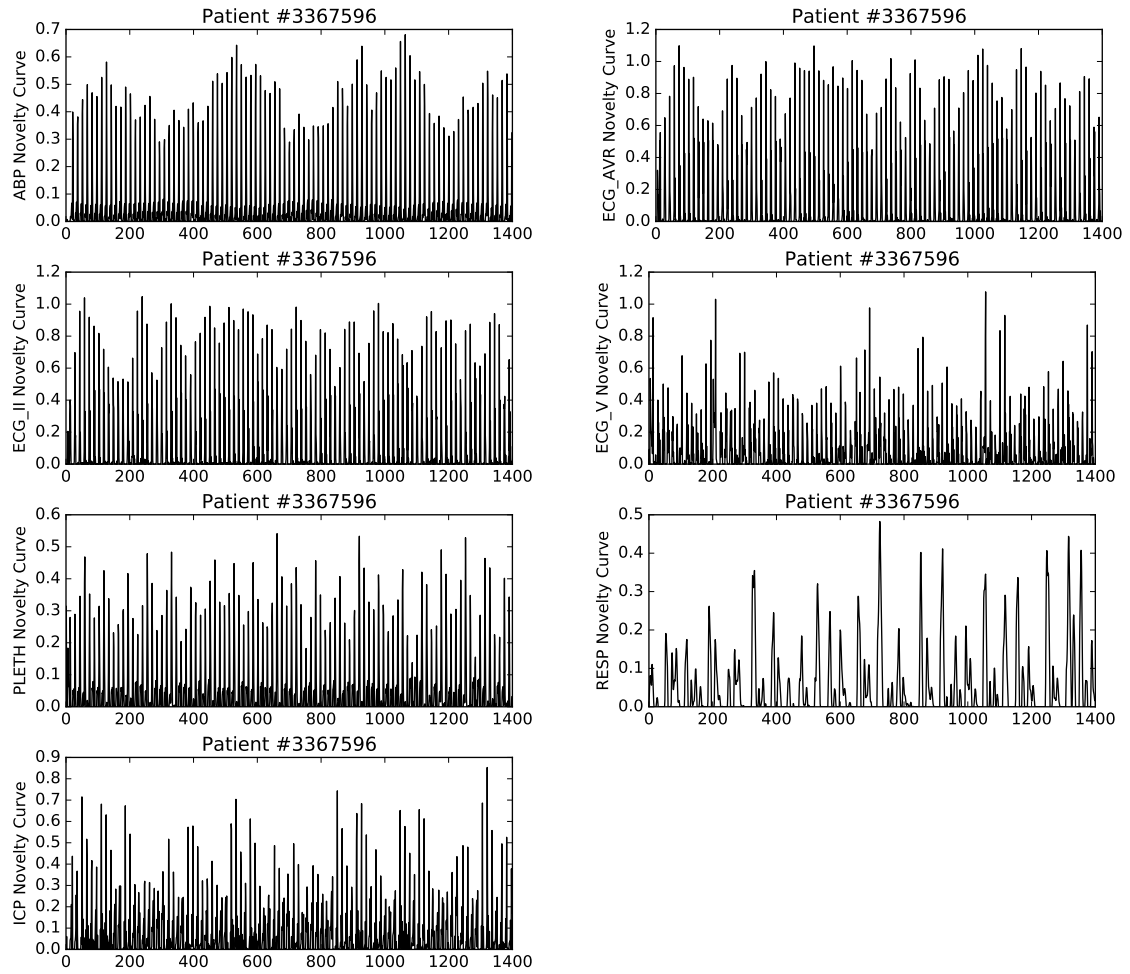 Patient #3367596
ABP Novelty Curve
0.7
0.6
0.5
0.4
0.3
0.2
0.1
0.0
0 200 400 600 800 1000 1200 1400
Patient #3367596
ECG_AVR Novelty Curve
1.2
1.0
0.8
0.6
0.4
0.2
0.0
0 200 400 600 800 1000 1200 1400
Patient #3367596
ECG_II Novelty Curve
1.2
1.0
0.8
0.6
0.4
0.2
0.0
0 200 400 600 800 1000 1200 1400
Patient #3367596
ECG_V Novelty Curve
1.2
1.0
0.8
0.6
0.4
0.2
0.0
0 200 400 600 800 1000 1200 1400
Patient #3367596
PLETH Novelty Curve
0.6
0.5
0.4
0.3
0.2
0.1
0.0
0 200 400 600 800 1000 1200 1400
Patient #3367596
RESP Novelty Curve
0.5
0.4
0.3
0.2
0.1
0.0
0 200 400 600 800 1000 1200 1400
Patient #3367596
ICP Novelty Curve
0.9
0.8
0.7
0.6
0.5
0.4
0.3
0.2
0.1
0.0
0 200 400 600 800 1000 1200 1400